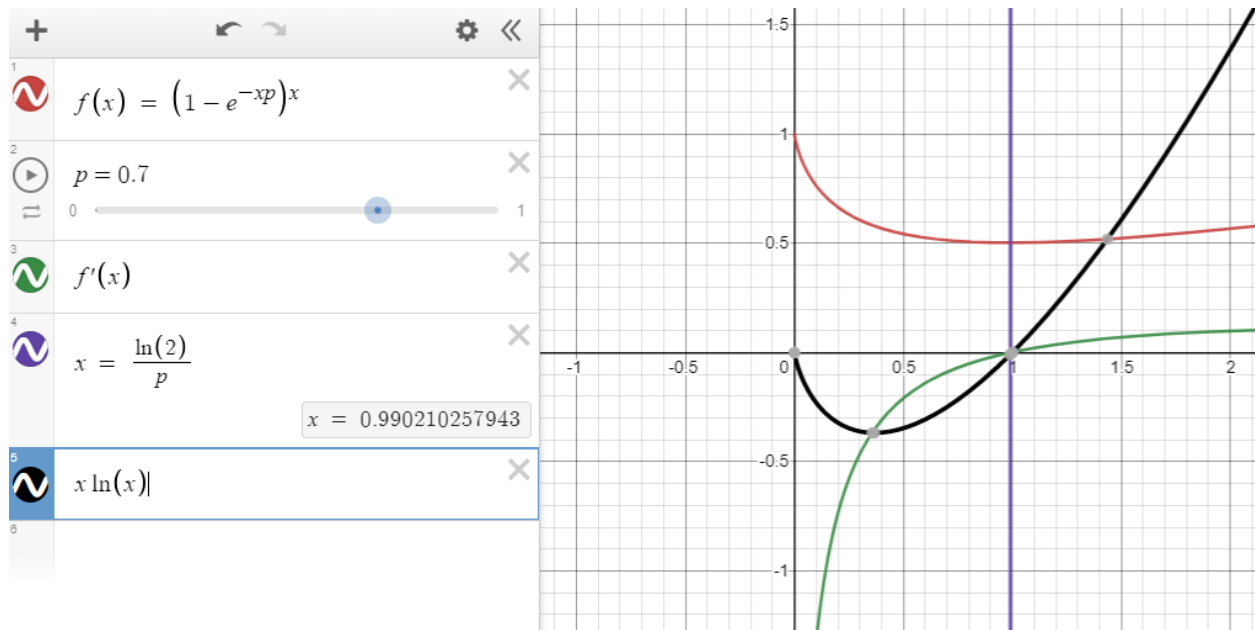 1
f(x) = (1 − e^(−xp))^x
2
p = 0.7
0 1
3
f′(x)
4
x = ln(2)/p
x = 0.990210257943
5
x ln(x)
6
1.5
1
0.5
-1 -0.5 0 0.5 1 1.5 2
-0.5
-1